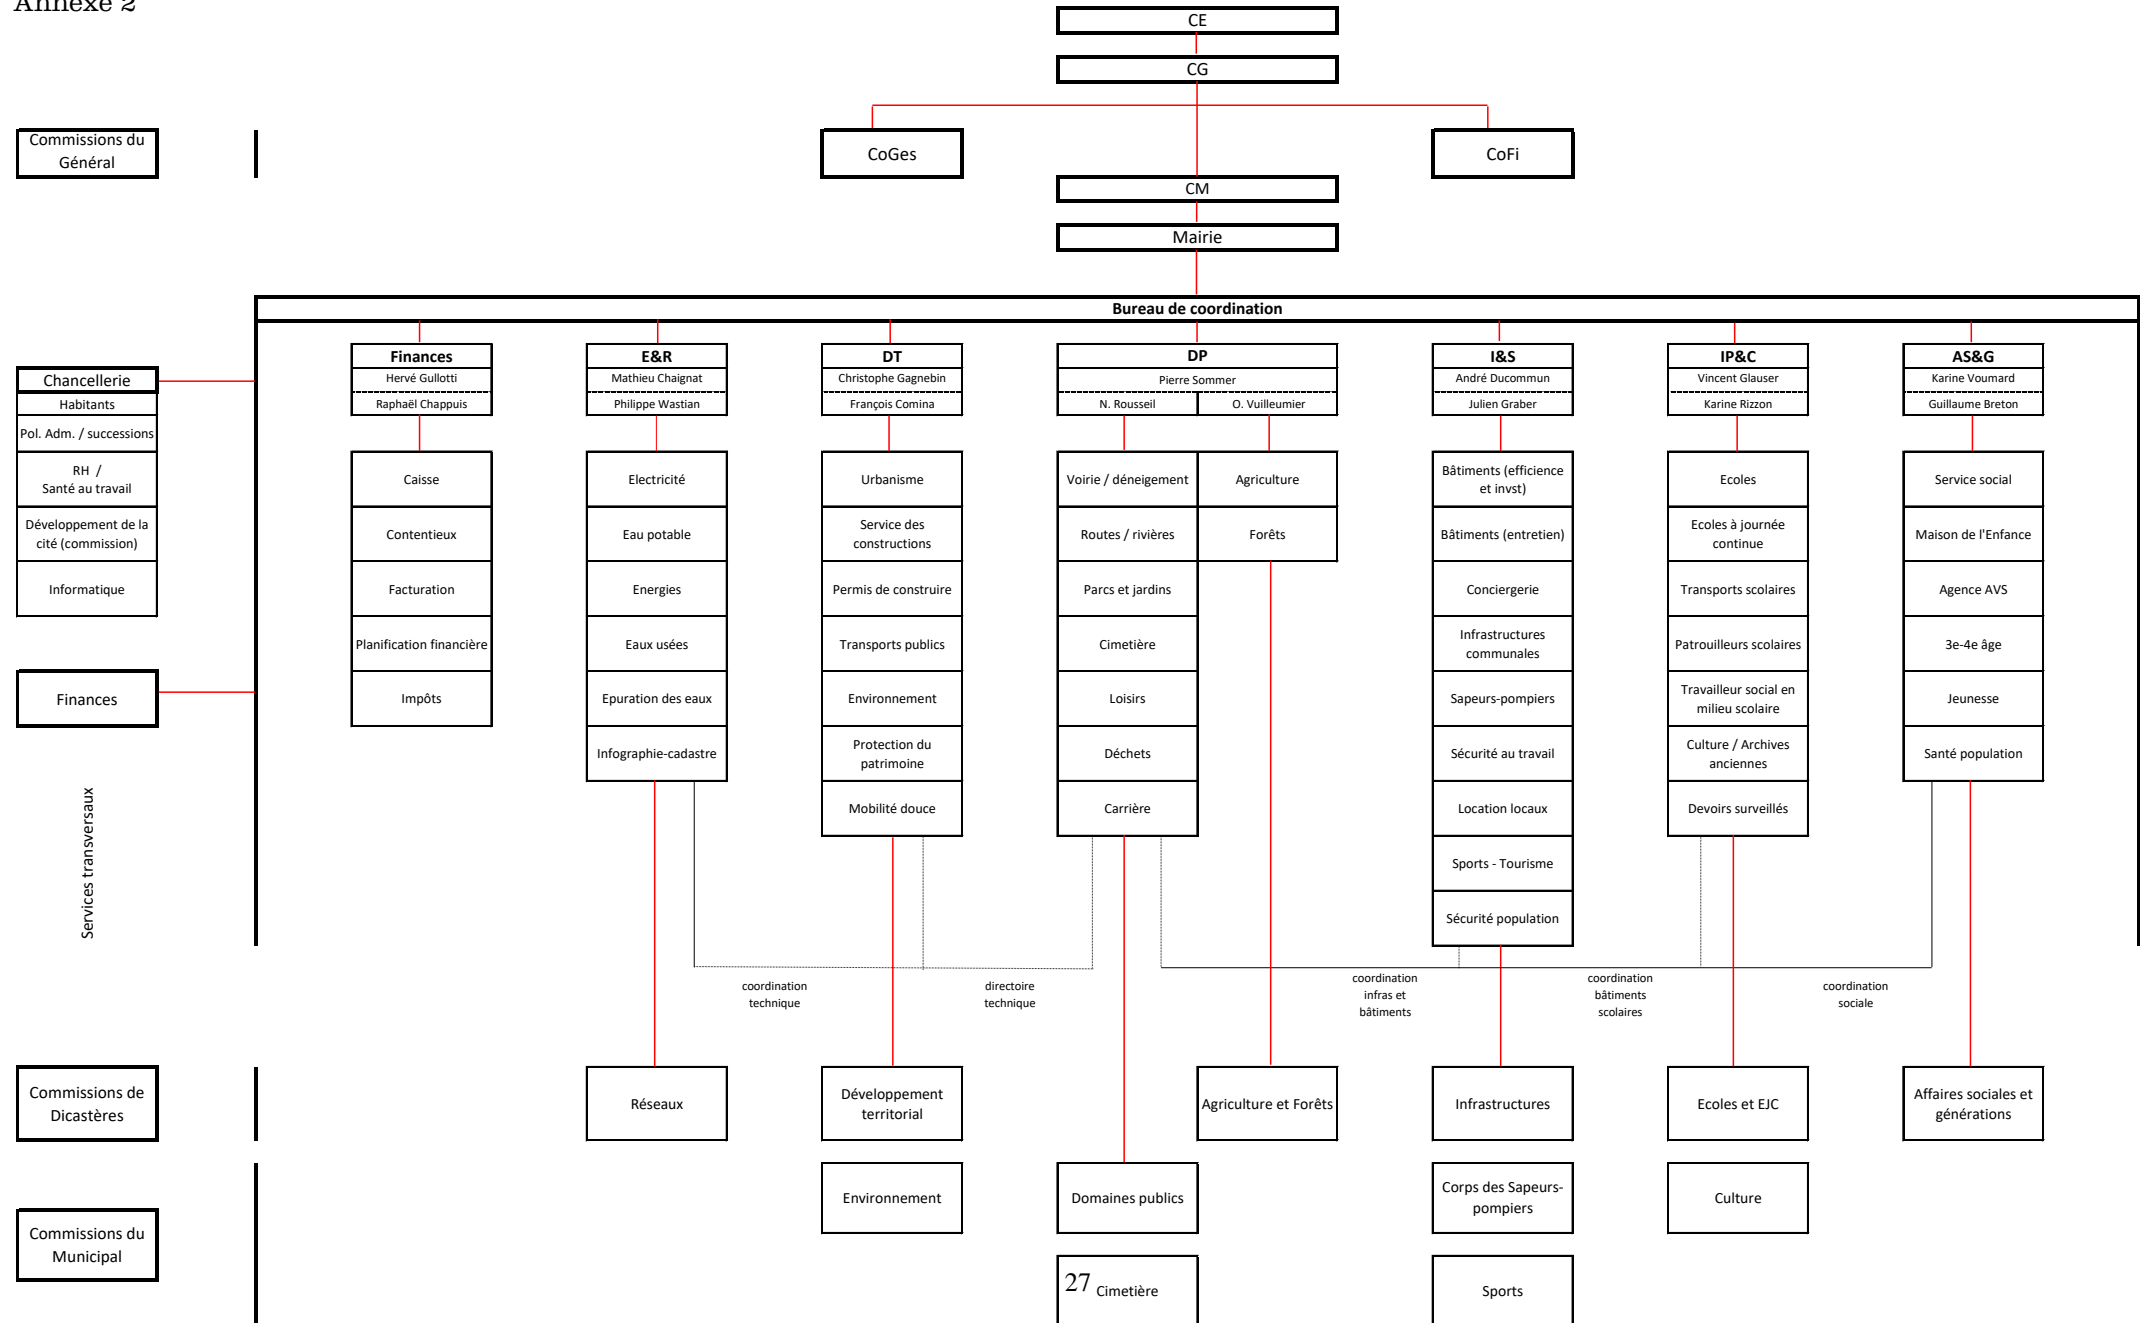 Annexe 2
CE
CG
Commissions du
Général
CoGes
CoFi
CM
Mairie
Bureau de coordination
Chancellerie
Habitants
Pol. Adm. / successions
RH /
Santé au travail
Développement de la
cité (commission)
Informatique
Finances
Services transversaux
Finances
Hervé Gullotti
Raphaël Chappuis
Caisse
Contentieux
Facturation
Planification financière
Impôts
E&R
Mathieu Chaignat
Philippe Wastian
Electricité
Eau potable
Energies
Eaux usées
Epuration des eaux
Infographie-cadastre
DT
Christophe Gagnebin
François Comina
Urbanisme
Service des
constructions
Permis de construire
Transports publics
Environnement
Protection du
patrimoine
Mobilité douce
DP
Pierre Sommer
N. Rousseil
O. Vuilleumier
Voirie / déneigement
Routes / rivières
Parcs et jardins
Cimetière
Loisirs
Déchets
Carrière
Agriculture
Forêts
I&S
André Ducommun
Julien Graber
Bâtiments (efficience
et invst)
Bâtiments (entretien)
Conciergerie
Infrastructures
communales
Sapeurs-pompiers
Sécurité au travail
Location locaux
Sports - Tourisme
Sécurité population
IP&C
Vincent Glauser
Karine Rizzon
Ecoles
Ecoles à journée
continue
Transports scolaires
Patrouilleurs scolaires
Travailleur social en
milieu scolaire
Culture / Archives
anciennes
Devoirs surveillés
AS&G
Karine Voumard
Guillaume Breton
Service social
Maison de l'Enfance
Agence AVS
3e-4e âge
Jeunesse
Santé population
coordination
technique
directoire
technique
coordination
infras et
bâtiments
coordination
bâtiments
scolaires
coordination
sociale
Commissions de
Dicastères
Réseaux
Développement
territorial
Agriculture et Forêts
Infrastructures
Ecoles et EJC
Affaires sociales et
générations
Commissions du
Municipal
Environnement
Domaines publics
Corps des Sapeurs-
pompiers
Culture
27
Cimetière
Sports